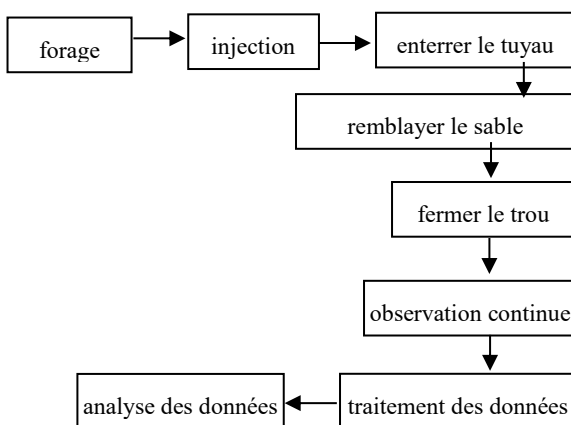 forage
injection
enterrer le tuyau
remblayer le sable
fermer le trou
observation continue
traitement des données
analyse des données